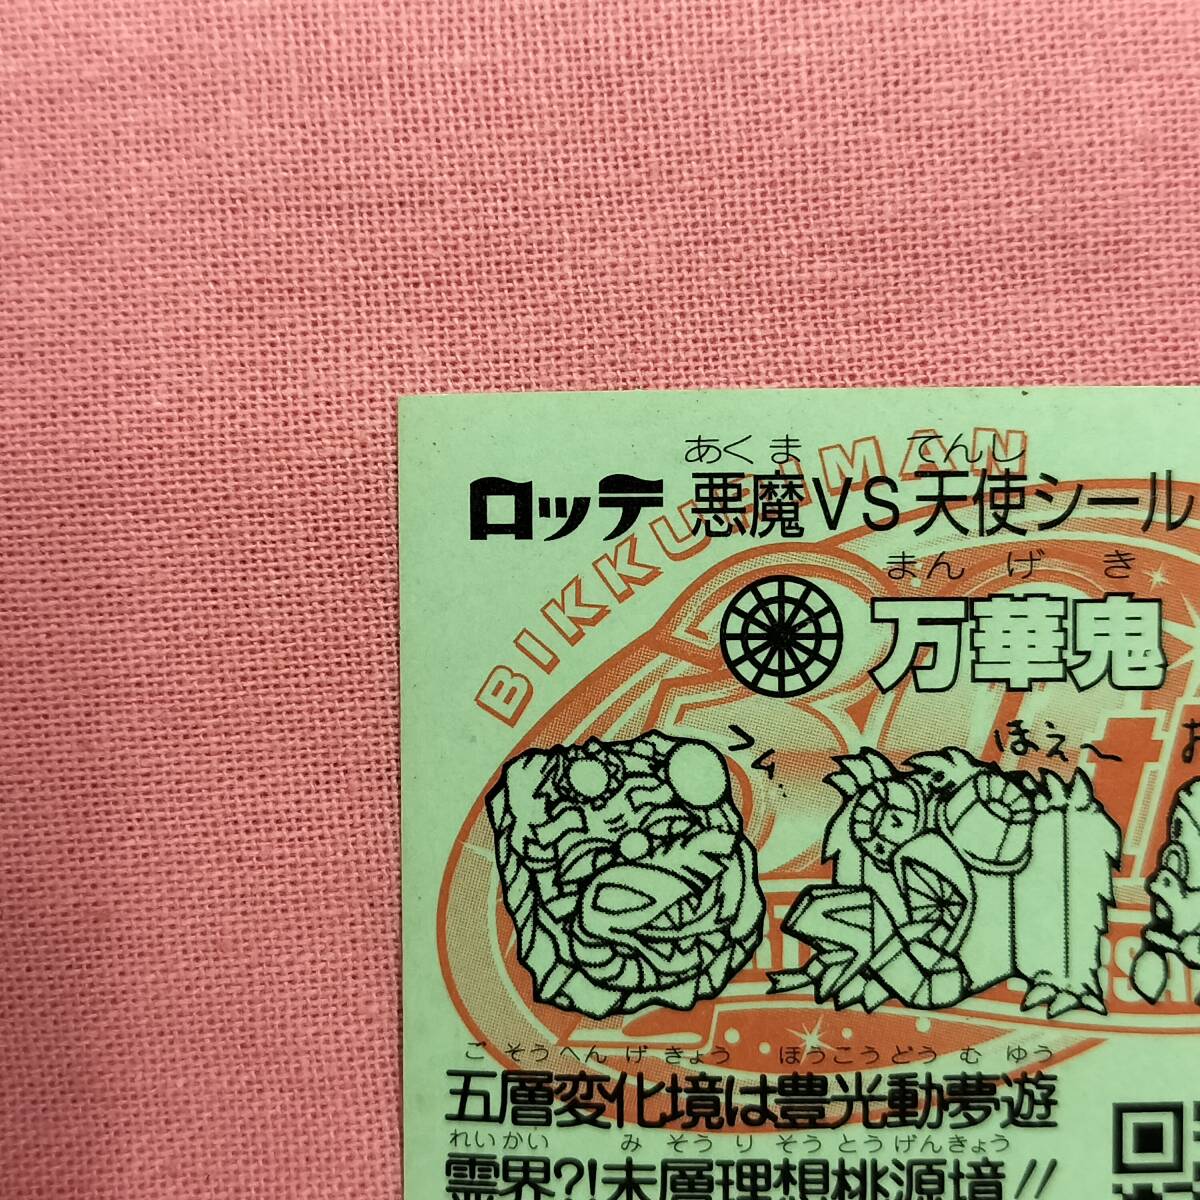 BIKKURIMAN
あくま てんし
ロッテ 悪魔VS天使シール
まんげき
万華鬼
フム…
ほえ〜
お
ごそうへんげきょう ほうこうどうむゆう
五層変化境は豊光動夢遊
れいかい みそうりそうとうげんきょう
霊界?!未層理想桃源境!!